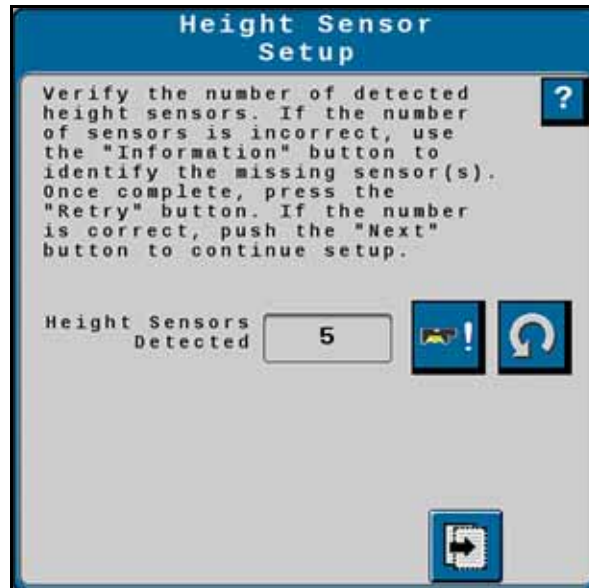 Height Sensor
Setup
?
Verify the number of detected
height sensors. If the number
of sensors is incorrect, use
the "Information" button to
identify the missing sensor(s).
Once complete, press the
"Retry" button. If the number
is correct, push the "Next"
button to continue setup.
Height Sensors
Detected
5
!